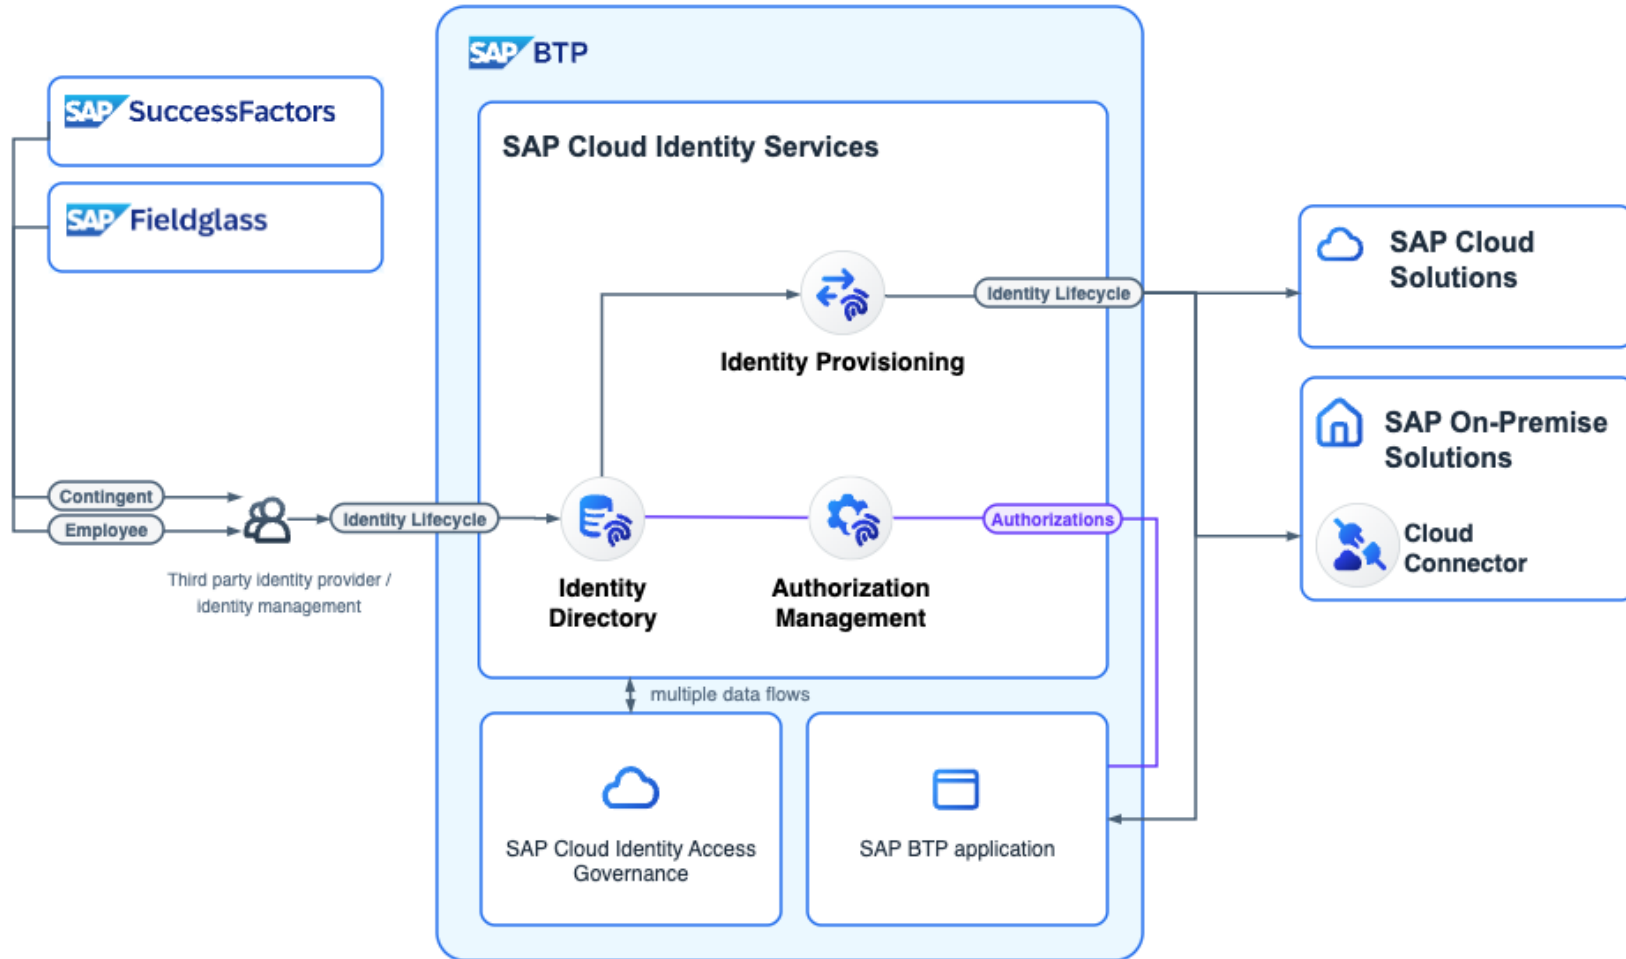 SAP BTP
SAP SuccessFactors
SAP Cloud Identity Services
SAP Fieldglass
SAP Cloud
Solutions
Identity Lifecycle
Identity Provisioning
SAP On-Premise
Solutions
Contingent
Employee
Identity Lifecycle
Authorizations
Cloud
Connector
Third party identity provider /
identity management
Identity
Directory
Authorization
Management
multiple data flows
SAP Cloud Identity Access
Governance
SAP BTP application